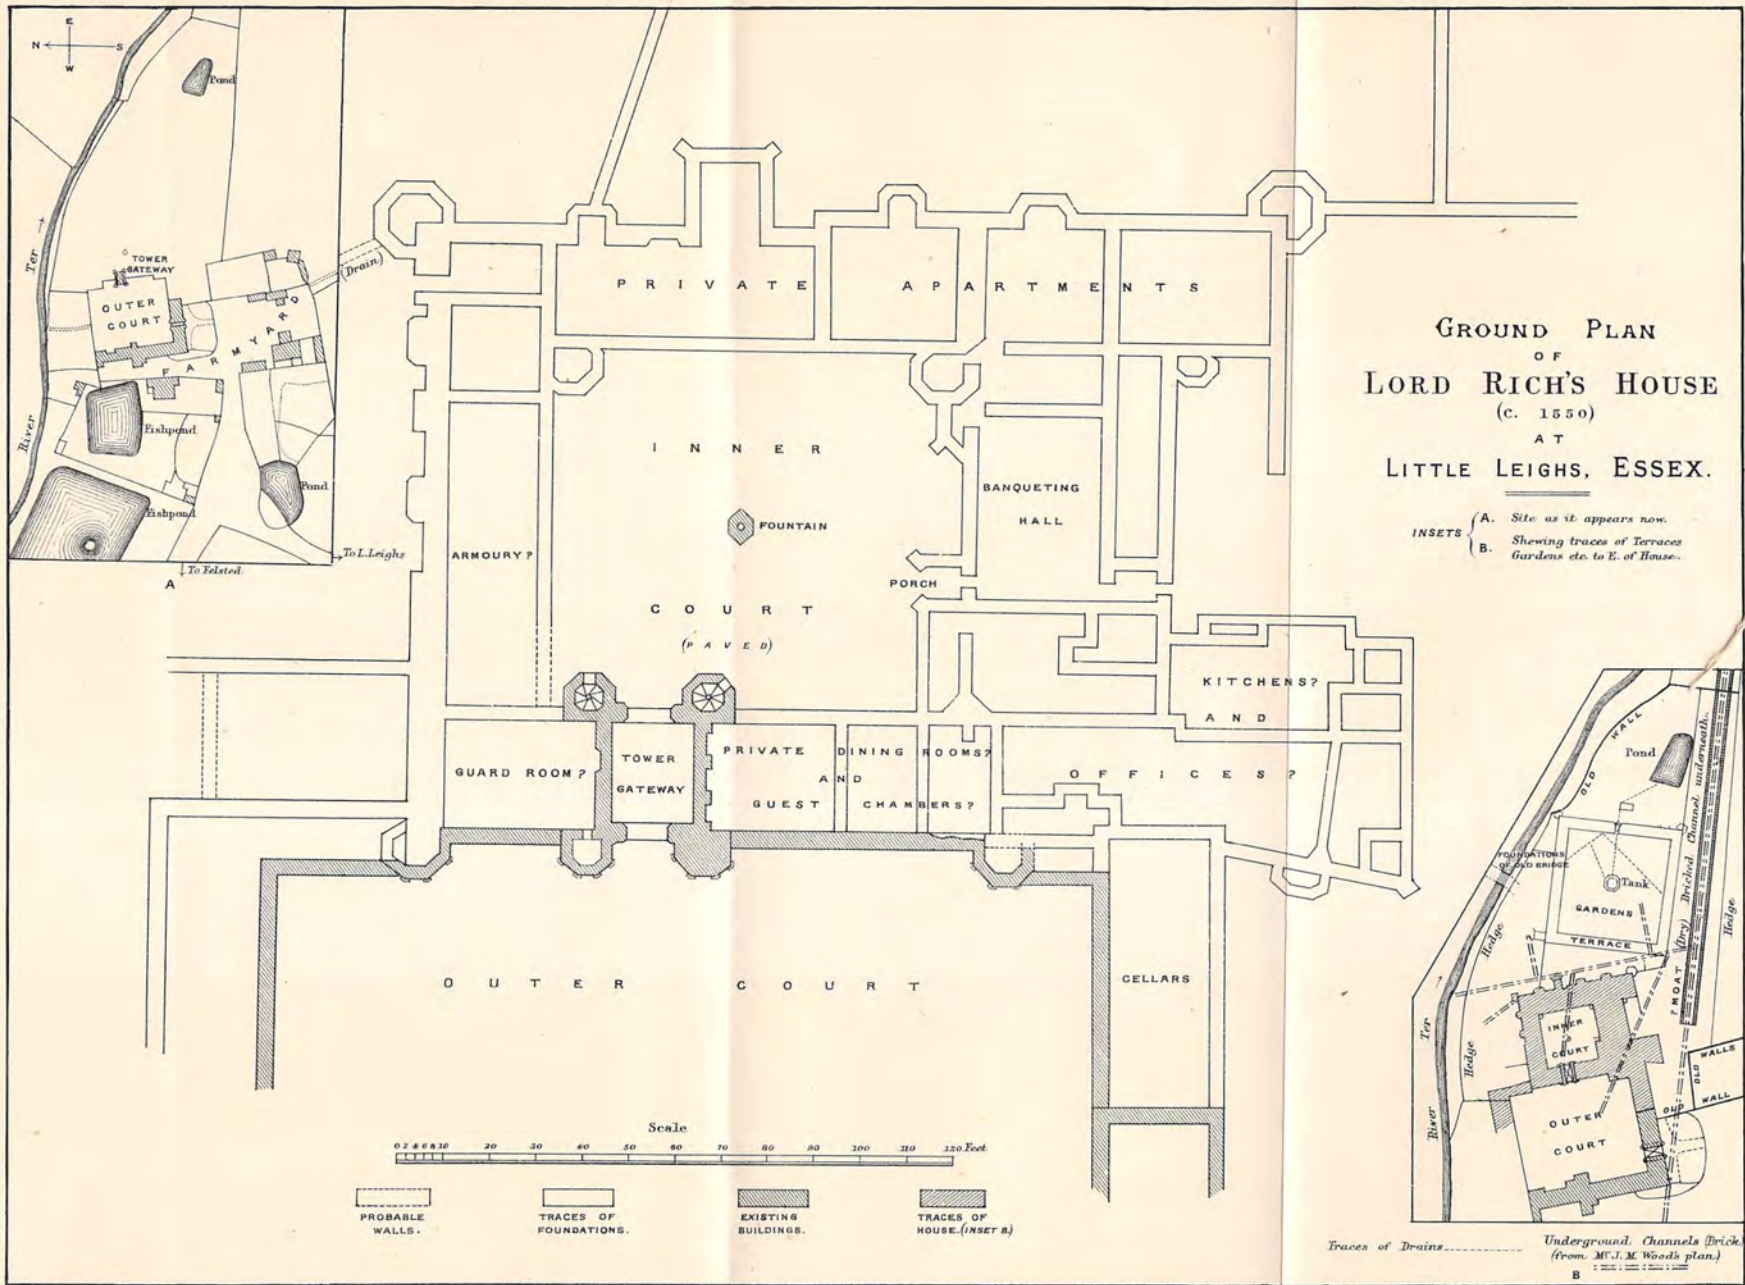 E
N S
W
Pond
Ter
TOWER
GATEWAY
(Drain)
OUTER
COURT
FARMYARD
River
Fishpond
Fishpond
Pond
To L.Leighs
To Felsted
A
PRIVATE APARTMENTS
INNER
BANQUETING
HALL
FOUNTAIN
ARMOURY?
PORCH
COURT
(PAVED)
KITCHENS?
AND
GUARD ROOM?
TOWER
GATEWAY
PRIVATE DINING ROOMS?
AND
GUEST CHAMBERS?
OFFICES?
CELLARS
OUTER COURT
GROUND PLAN
OF
LORD RICH'S HOUSE
(C. 1550)
AT
LITTLE LEIGHS, ESSEX.
INSETS
A. Site as it appears now.
B. Shewing traces of Terraces
Gardens etc. to E. of House.
Scale
0 2 4 6 8 10 20 30 40 50 60 70 80 90 100 110 120 Feet
PROBABLE
WALLS.
TRACES OF
FOUNDATIONS.
EXISTING
BUILDINGS.
TRACES OF
HOUSE.(INSET B.)
OLD WALL
Pond
(Dry) Bricked Channel underneath.
FOUNDATIONS
OF OLD BRIDGE
Tank
GARDENS
TERRACE
Hedge
Hedge
Hedge
? MOAT
Ter
River
INNER
COURT
OUTER
COURT
OLD WALLS
OLD WALL
Traces of Drains
Underground Channels (Brick)
(from Mr. J. M. Wood's plan)
B